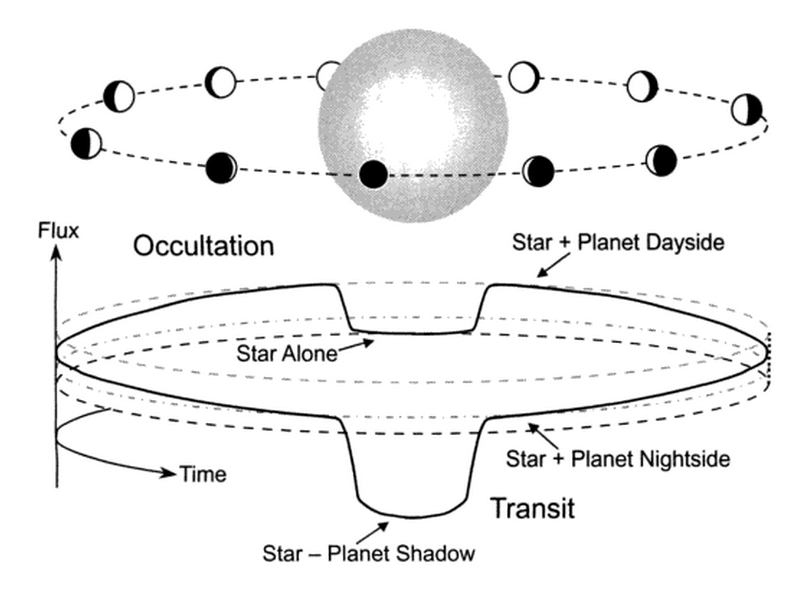 Flux
Occultation
Star + Planet Dayside
Star Alone
Star + Planet Nightside
Time
Transit
Star – Planet Shadow